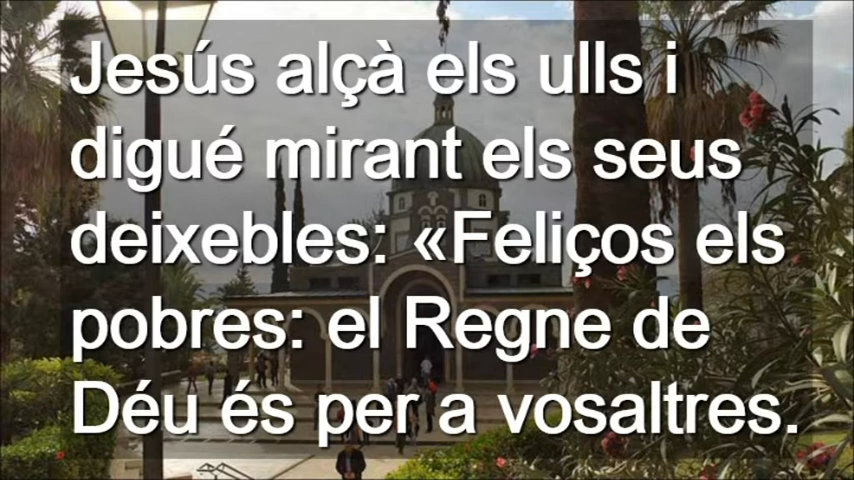 Jesús alçà els ulls i
digué mirant els seus
deixebles: «Feliços els
pobres: el Regne de
Déu és per a vosaltres.